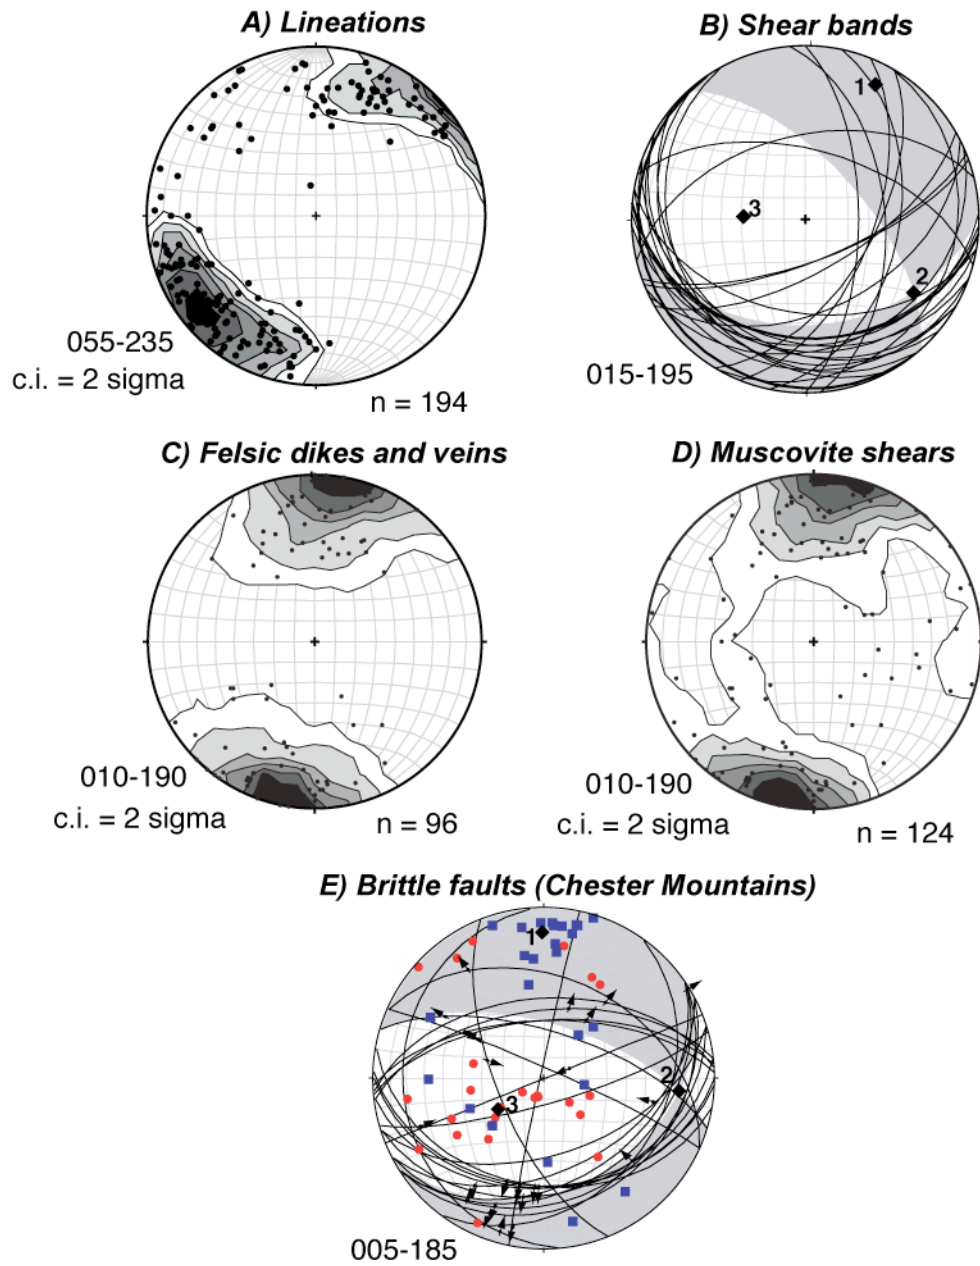 A) Lineations
055-235
c.i. = 2 sigma
n = 194
B) Shear bands
1
3
2
015-195
C) Felsic dikes and veins
010-190
c.i. = 2 sigma
n = 96
D) Muscovite shears
010-190
c.i. = 2 sigma
n = 124
E) Brittle faults (Chester Mountains)
1
2
3
005-185